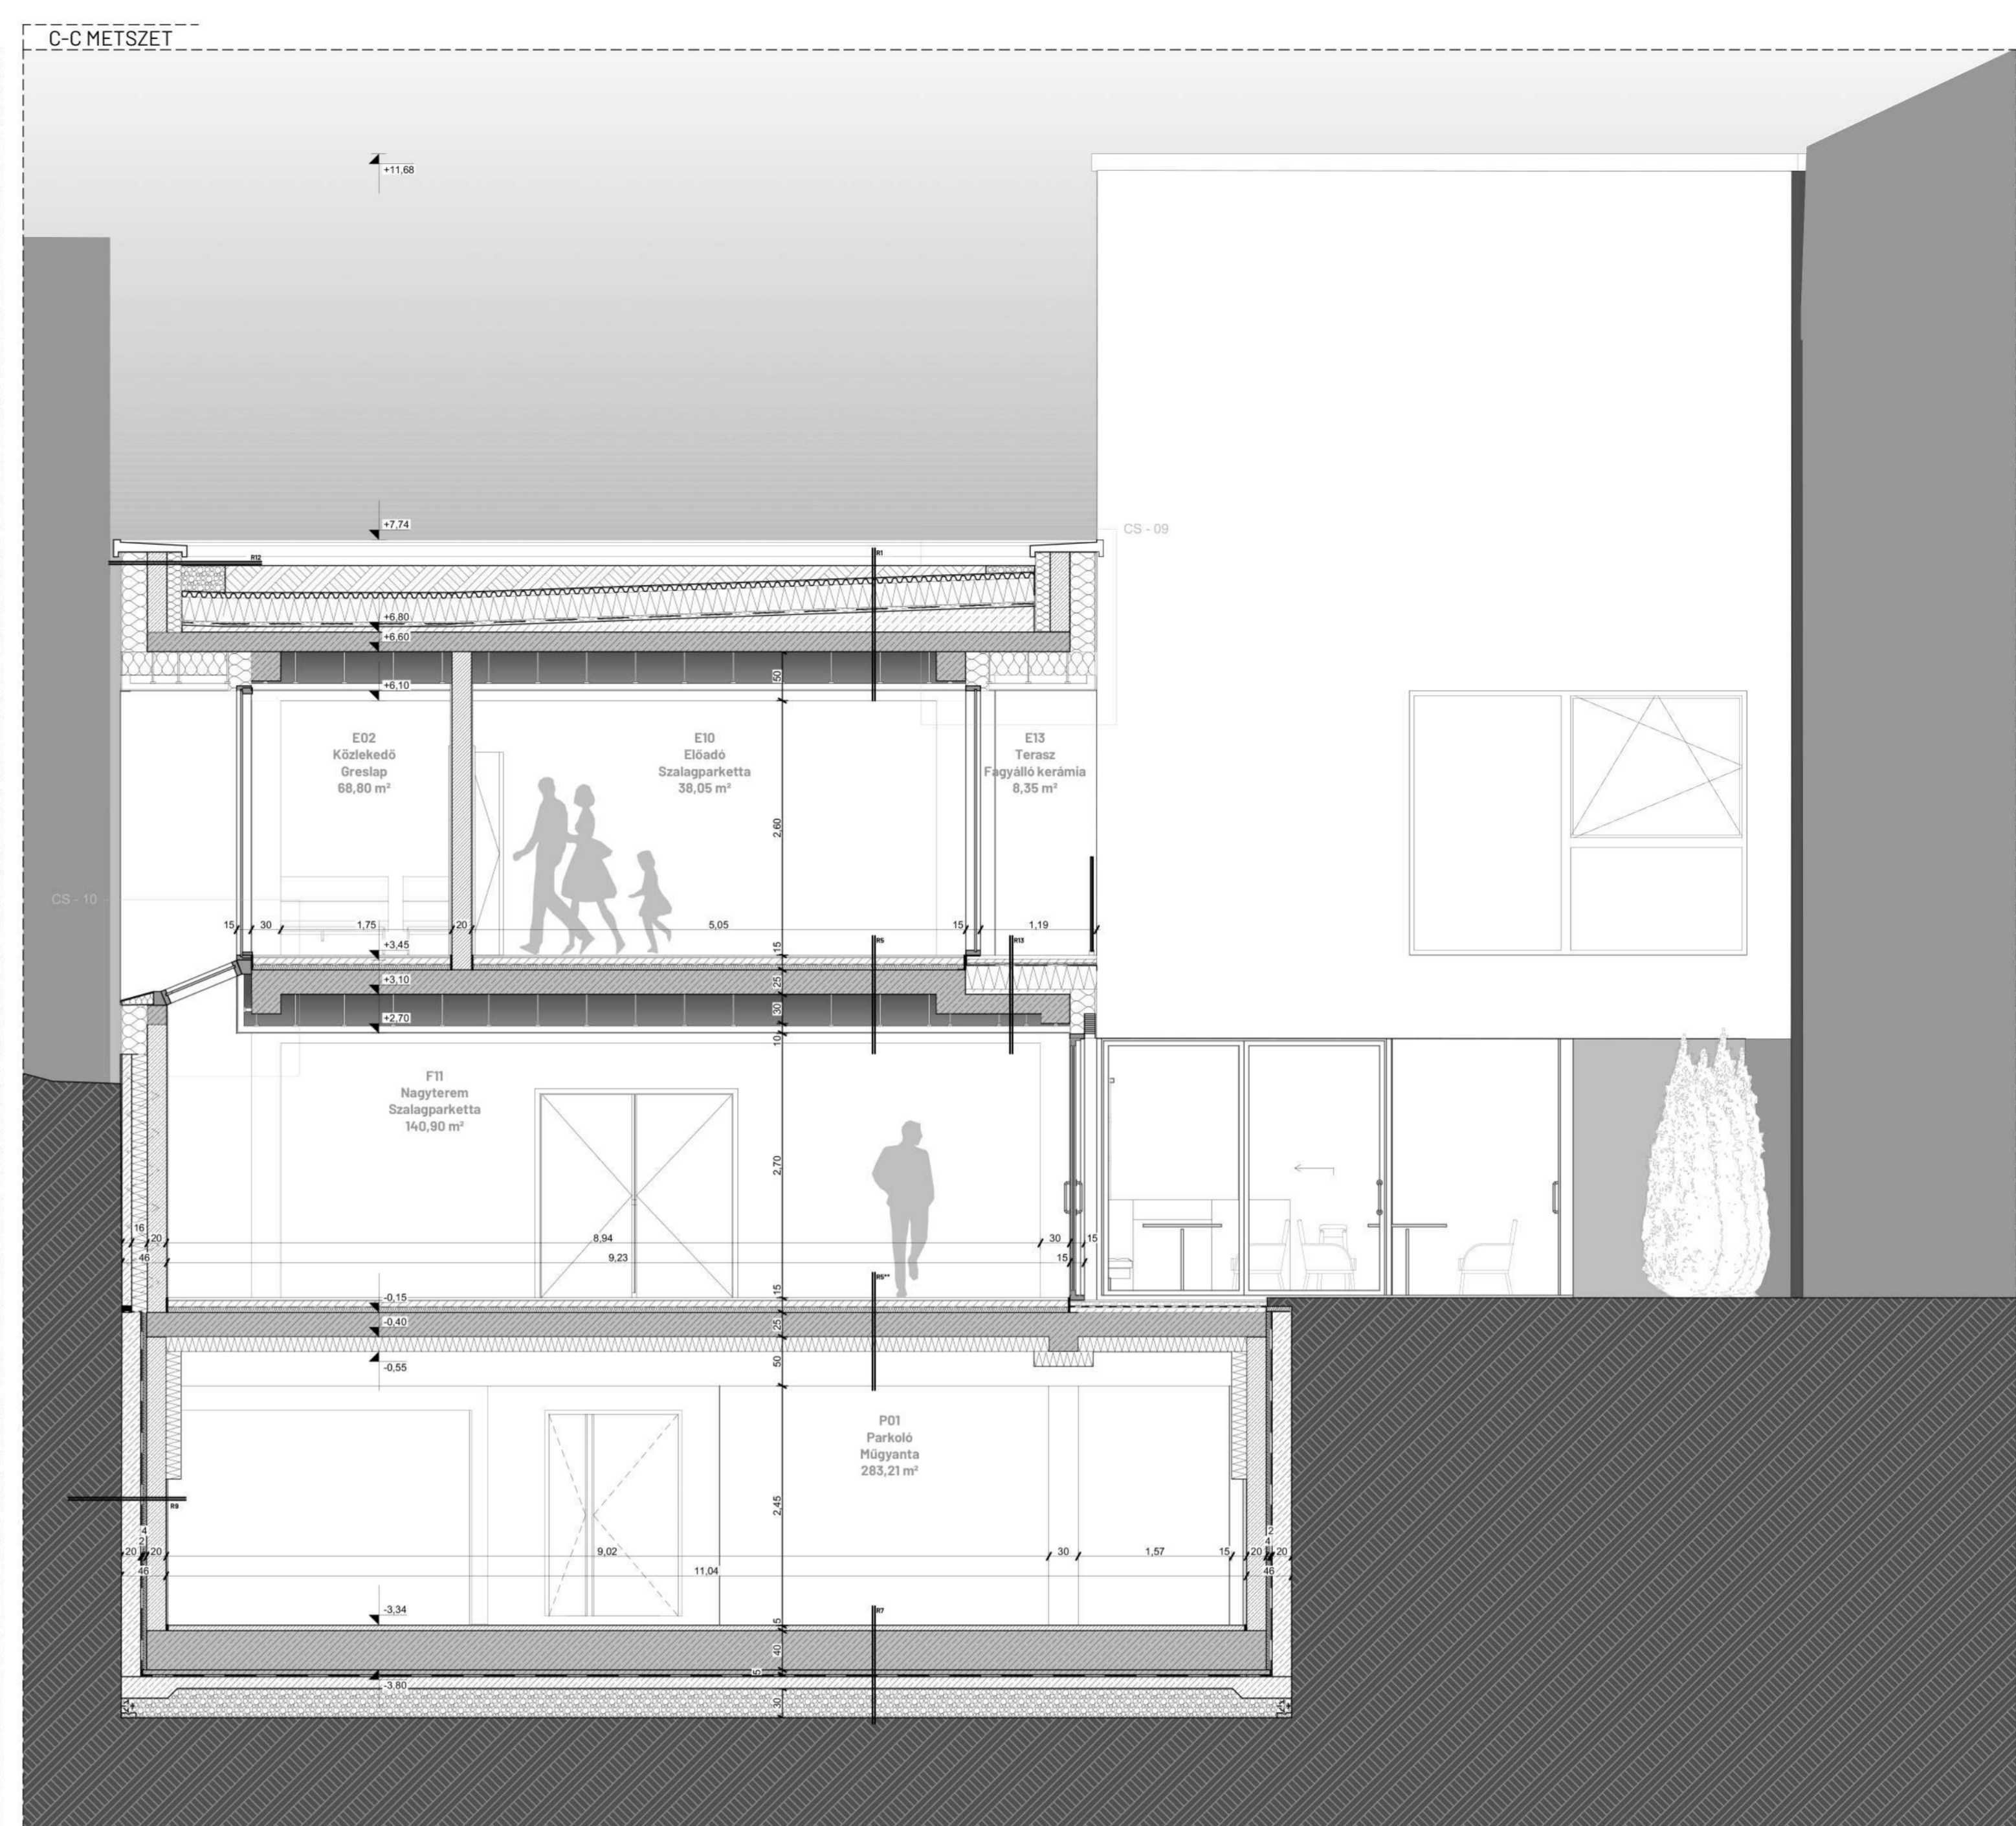 C-C METSZET
+11,68
+7,74
CS - 09
R12
R1
+6,80
+6,60
50
+6,10
E02
Közlekedő
Greslap
68,80 m²
E10
Előadó
Szalagparketta
38,05 m²
E13
Terasz
Fagyálló kerámia
8,35 m²
2,60
CS - 10
15
30
1,75
20
5,05
15
1,19
+3,45
15
R5
R13
+3,10
25
30
+2,70
10
F11
Nagyterem
Szalagparketta
140,90 m²
2,70
16
20
8,94
30
15
46
9,23
15
-0,15
15
R5**
-0,40
25
-0,55
50
P01
Parkoló
Műgyanta
283,21 m²
2,45
R9
4
2
20
20
9,02
30
1,57
15
20
2
4
20
46
11,04
46
-3,34
5
R7
40
5
-3,80
30